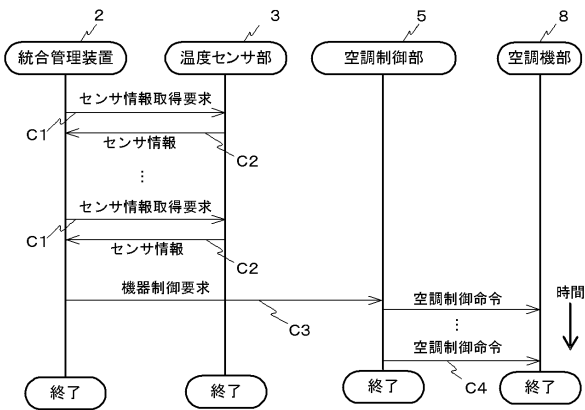 2
3
5
8
統合管理装置
温度センサ部
空調制御部
空調機部
センサ情報取得要求
C1
センサ情報
C2
⋮
センサ情報取得要求
C1
センサ情報
C2
機器制御要求
C3
空調制御命令
⋮
空調制御命令
C4
時間
終了
終了
終了
終了